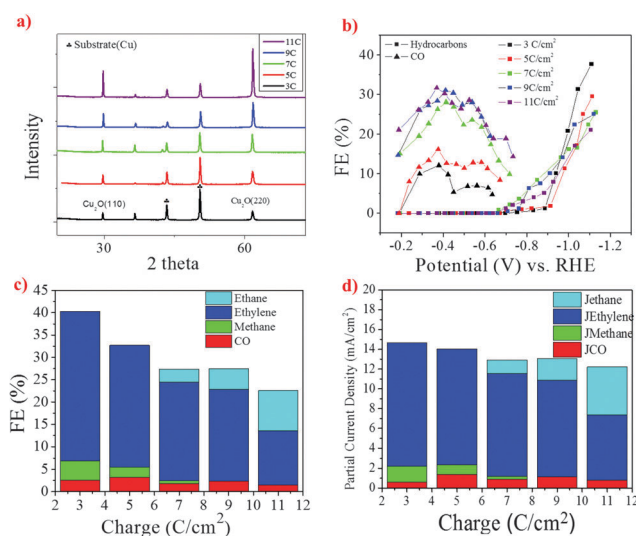 a)
♣ Substrate(Cu)
11C
9C
7C
5C
3C
Intensity
Cu₂O(110)
Cu₂O(220)
30
60
2 theta
b)
Hydrocarbons
CO
3 C/cm²
5C/cm²
7C/cm²
9C/cm²
11C/cm²
FE (%)
40
30
20
10
0
-0.2 -0.4 -0.6 -0.8 -1.0 -1.2
Potential (V) vs. RHE
c)
Ethane
Ethylene
Methane
CO
FE (%)
45
40
35
30
25
20
15
10
5
0
2 3 4 5 6 7 8 9 10 11 12
Charge (C/cm²)
d)
Jethane
JEthylene
JMethane
JCO
Partial Current Density (mA/cm²)
20
18
16
14
12
10
8
6
4
2
0
2 3 4 5 6 7 8 9 10 11 12
Charge (C/cm²)